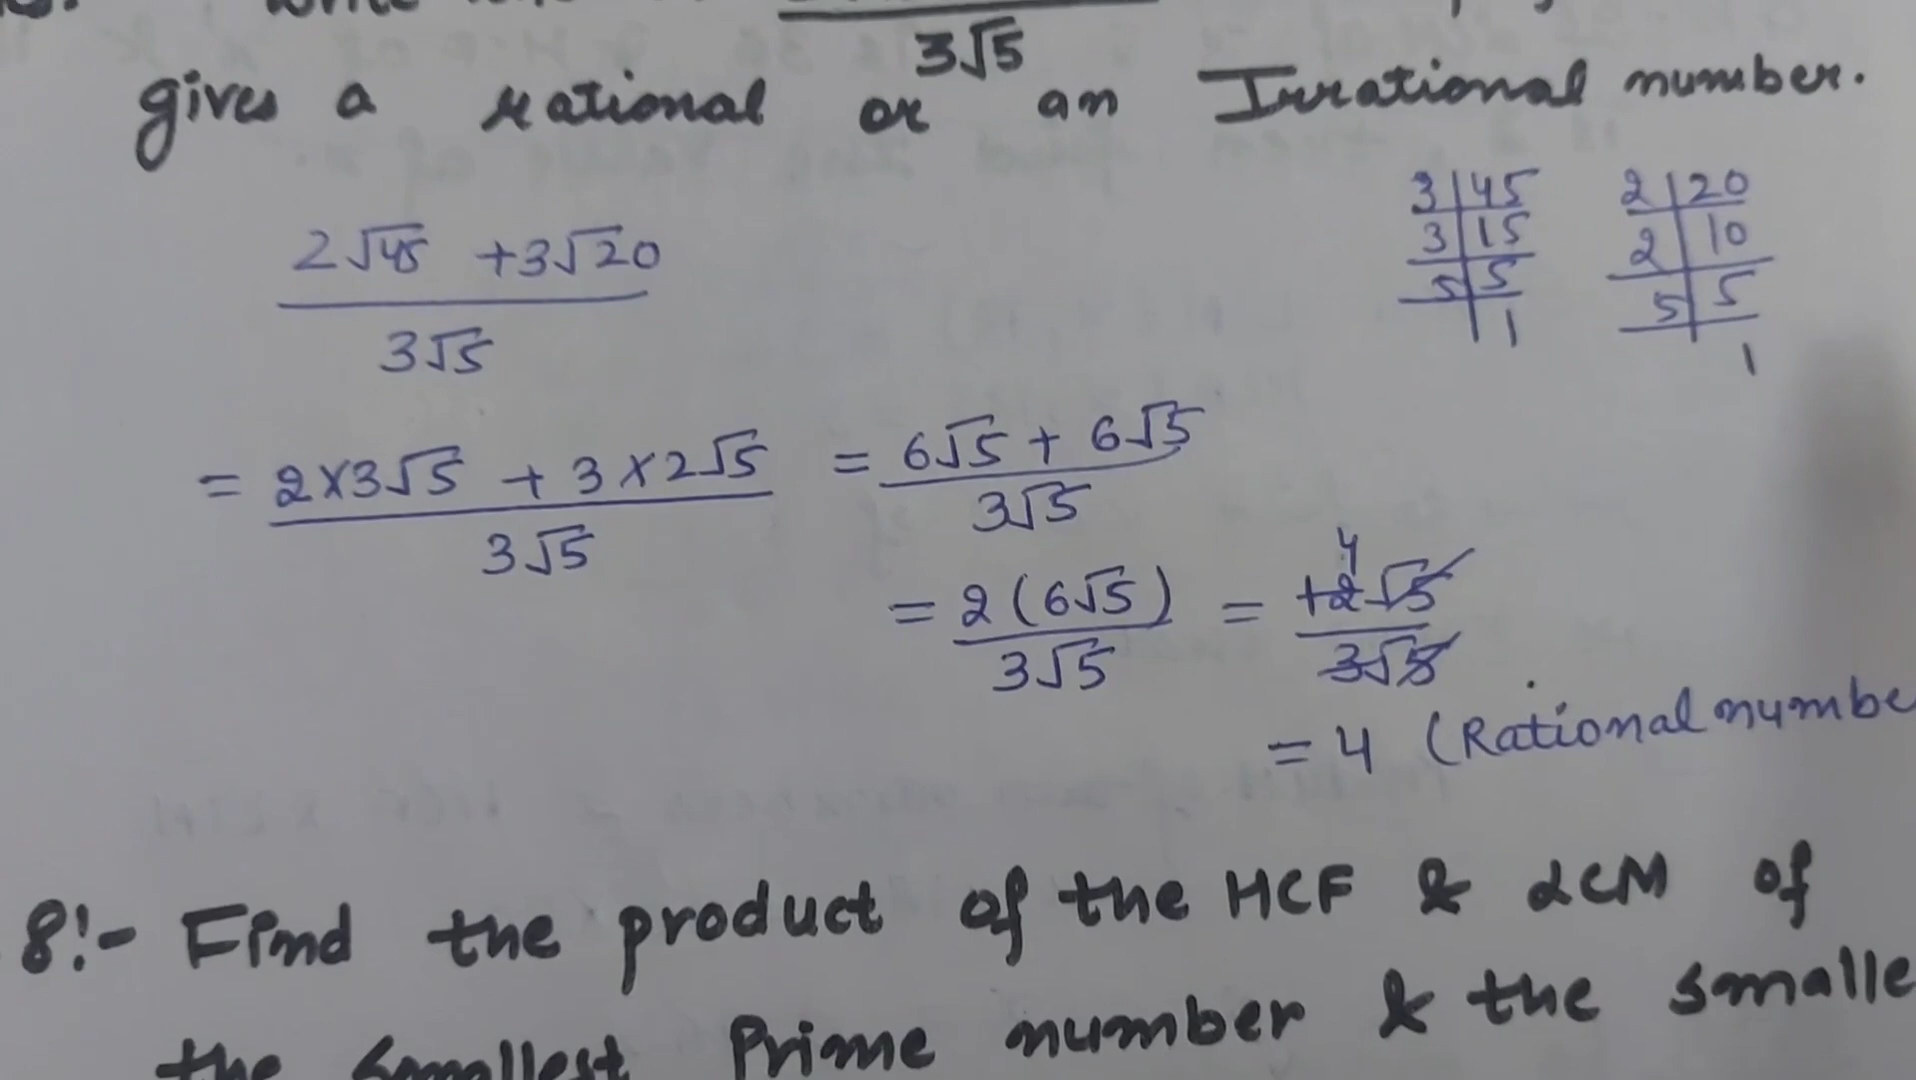 3√5
gives a rational or an Irrational number.
3|45 2|20
3|15 2|10
5|5 5|5
|1 1
2√45 +3√20
3√5
= 2×3√5 + 3×2√5 = 6√5 + 6√5
3√5 3√5
= 2(6√5) = 4 12√5
3√5 3√5
= 4 (Rational numbe
8:- Find the product of the HCF & LCM of
the smallest Prime number & the smalle